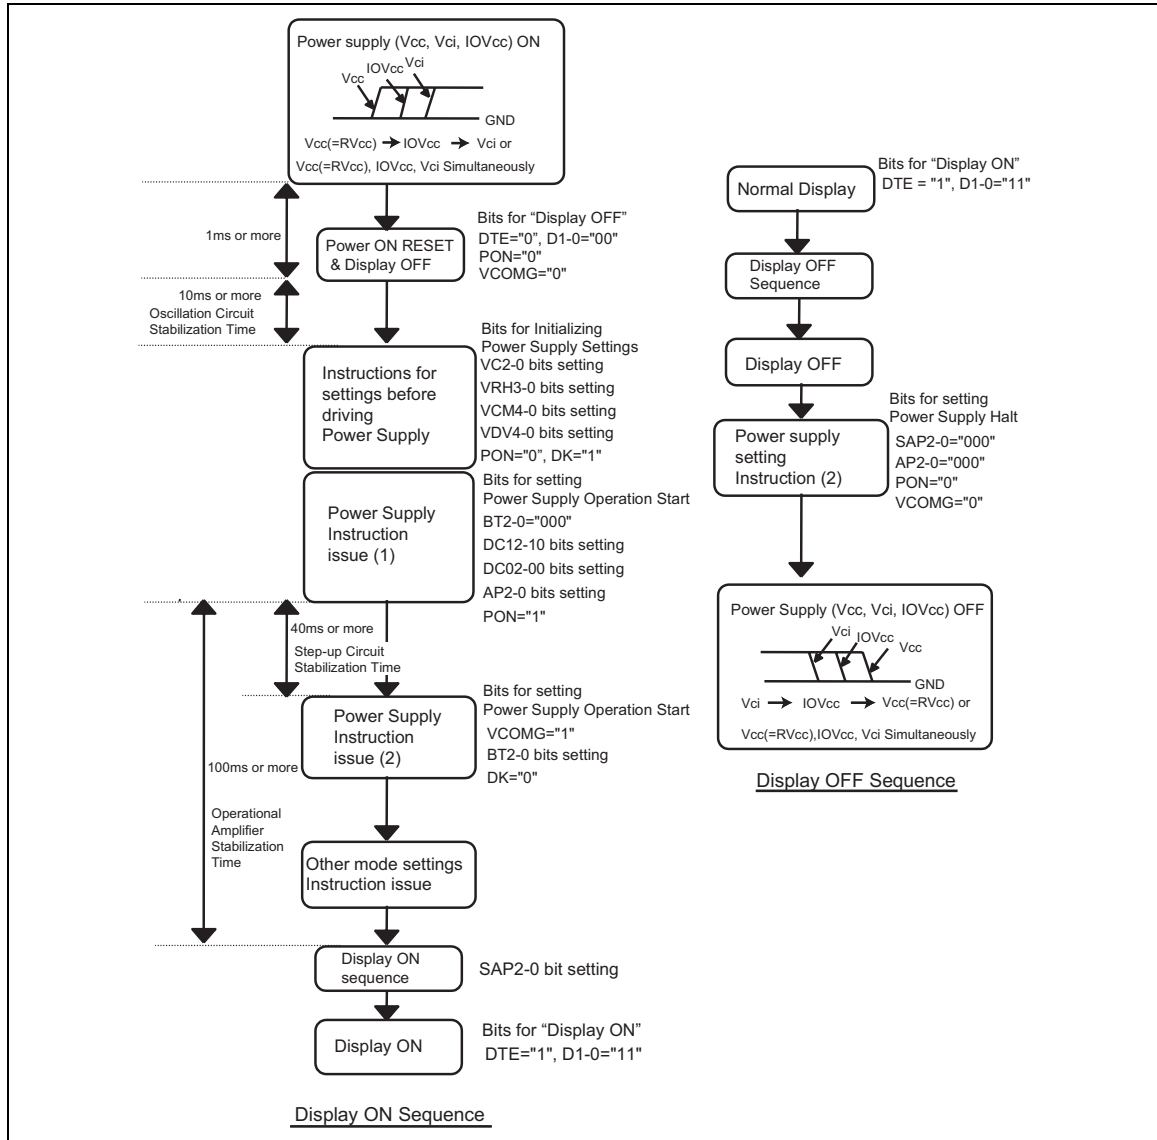 Power supply (Vcc, Vci, IOVcc) ON
Vcc
IOVcc
Vci
GND
Vcc(=RVcc) → IOVcc → Vci or
Vcc(=RVcc), IOVcc, Vci Simultaneously
1ms or more
Power ON RESET
& Display OFF
Bits for “Display OFF”
DTE="0", D1-0="00"
PON="0"
VCOMG="0"
10ms or more
Oscillation Circuit
Stabilization Time
Instructions for
settings before
driving
Power Supply
Bits for Initializing
Power Supply Settings
VC2-0 bits setting
VRH3-0 bits setting
VCM4-0 bits setting
VDV4-0 bits setting
PON="0", DK="1"
Power Supply
Instruction
issue (1)
Bits for setting
Power Supply Operation Start
BT2-0="000"
DC12-10 bits setting
DC02-00 bits setting
AP2-0 bits setting
PON="1"
40ms or more
Step-up Circuit
Stabilization Time
Power Supply
Instruction
issue (2)
Bits for setting
Power Supply Operation Start
VCOMG="1"
BT2-0 bits setting
DK="0"
100ms or more
Operational
Amplifier
Stabilization
Time
Other mode settings
Instruction issue
Display ON
sequence
SAP2-0 bit setting
Display ON
Bits for “Display ON”
DTE="1", D1-0="11"
Display ON Sequence
Normal Display
Bits for “Display ON”
DTE = "1", D1-0="11"
Display OFF
Sequence
Display OFF
Power supply
setting
Instruction (2)
Bits for setting
Power Supply Halt
SAP2-0="000"
AP2-0="000"
PON="0"
VCOMG="0"
Power Supply (Vcc, Vci, IOVcc) OFF
Vci
IOVcc
Vcc
GND
Vci → IOVcc → Vcc(=RVcc) or
Vcc(=RVcc),IOVcc, Vci Simultaneously
Display OFF Sequence